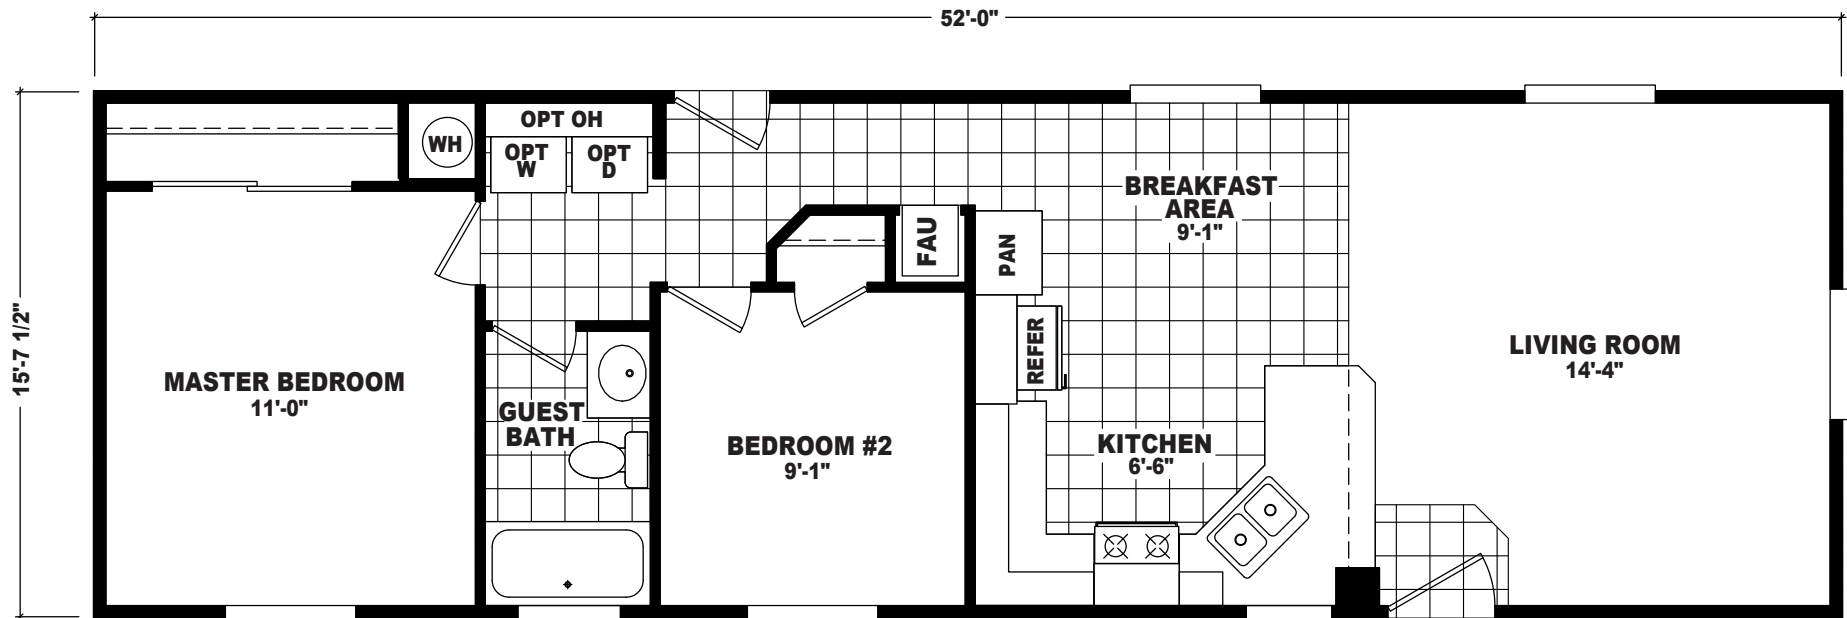 52'-0"
15'-7 1/2"
WH
OPT OH
OPT
W
OPT
D
FAU
PAN
REFER
BREAKFAST
AREA
9'-1"
MASTER BEDROOM
11'-0"
GUEST
BATH
BEDROOM #2
9'-1"
KITCHEN
6'-6"
LIVING ROOM
14'-4"